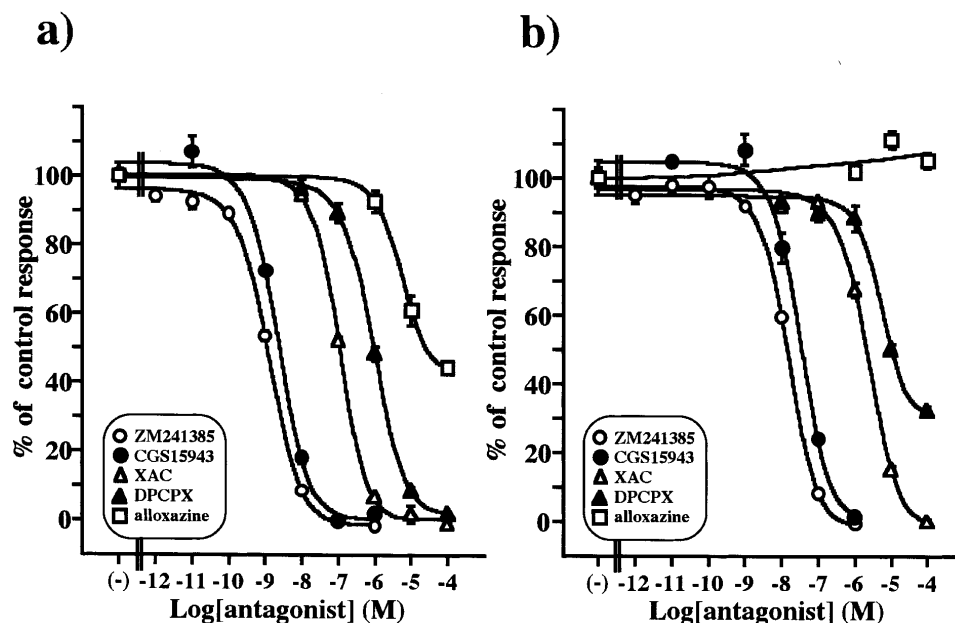 a)
% of control response
100
80
60
40
20
0
ZM241385
CGS15943
XAC
DPCPX
alloxazine
(-) -12 -11 -10 -9 -8 -7 -6 -5 -4
Log[antagonist] (M)
b)
% of control response
100
80
60
40
20
0
ZM241385
CGS15943
XAC
DPCPX
alloxazine
(-) -12 -11 -10 -9 -8 -7 -6 -5 -4
Log[antagonist] (M)